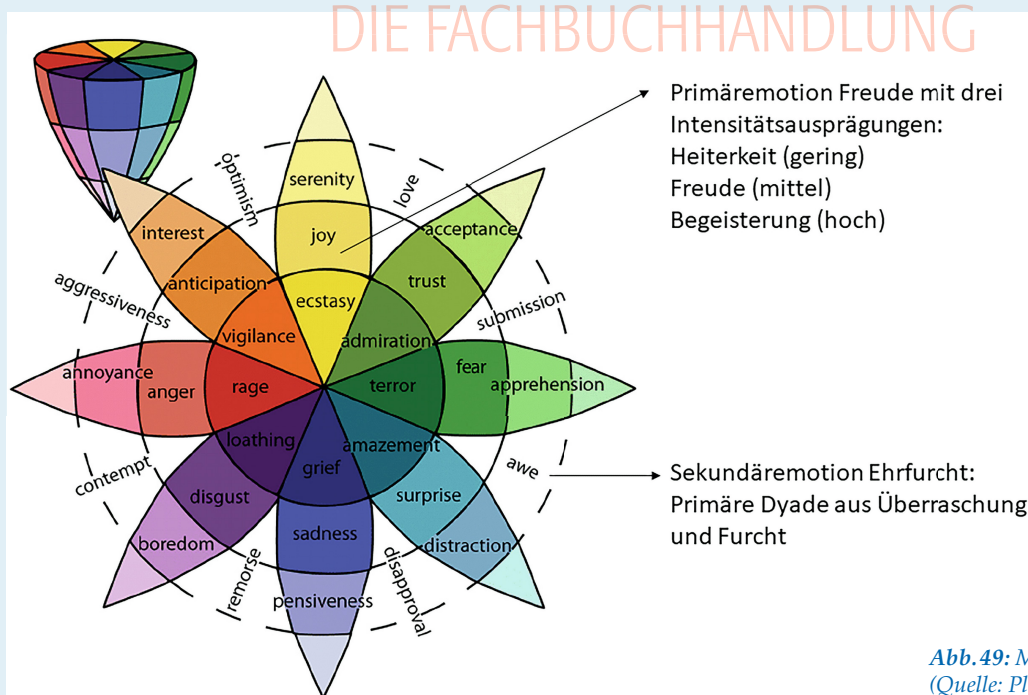 DIE FACHBUCHHANDLUNG
Primäremotion Freude mit drei
Intensitätsausprägungen:
Heiterkeit (gering)
Freude (mittel)
Begeisterung (hoch)
optimism
serenity
love
interest
joy
acceptance
anticipation
trust
aggressiveness
ecstasy
submission
vigilance
admiration
annoyance
anger
rage
terror
fear
apprehension
loathing
amazement
contempt
grief
awe
disgust
surprise
boredom
sadness
distraction
remorse
pensiveness
disapproval
Sekundäremotion Ehrfurcht:
Primäre Dyade aus Überraschung
und Furcht
Abb. 49: M
(Quelle: Pl